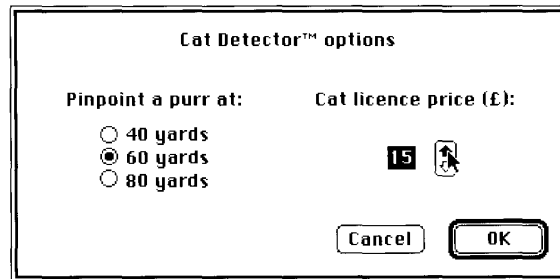 Cat Detector™ options
Pinpoint a purr at:
40 yards
60 yards
80 yards
Cat licence price (£):
15
Cancel
OK